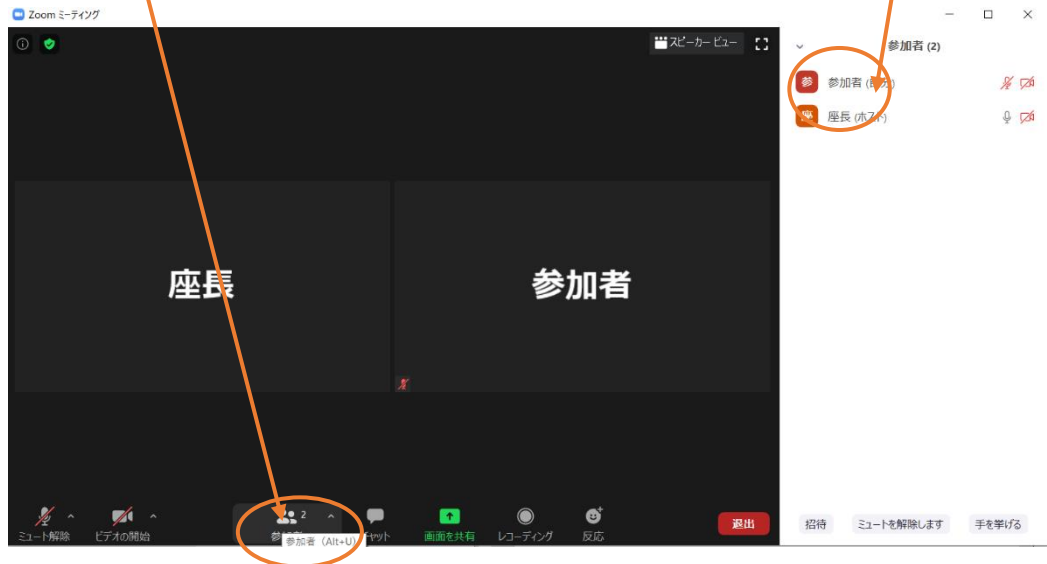 Zoom ミーティング
スピーカー ビュー
参加者 (2)
参 参加者
座長 (ホスト)
座長
参加者
2
ミュート解除
ビデオの開始
参加者 (Alt+U)
画面を共有
レコーディング
反応
退出
招待
ミュートを解除します
手を挙げる